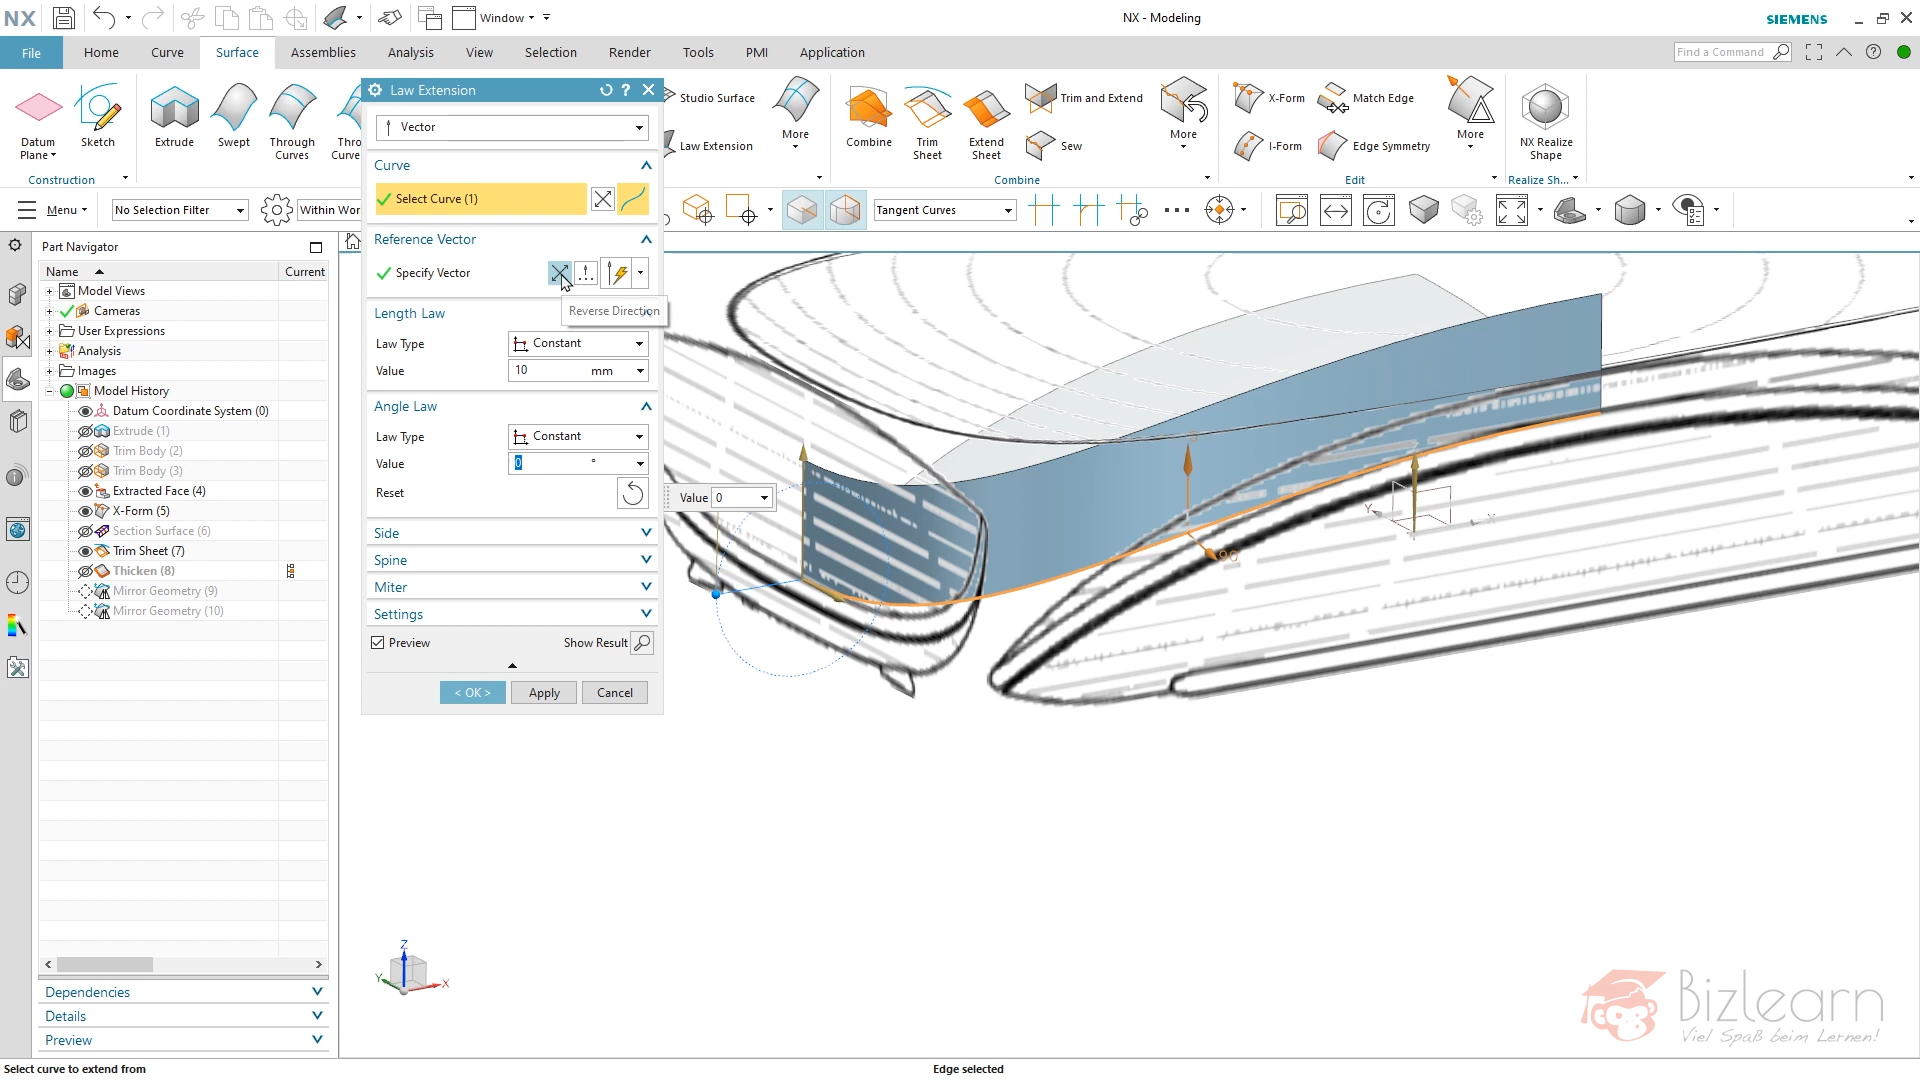 NX
Window
NX - Modeling
SIEMENS
File
Home
Curve
Surface
Assemblies
Analysis
View
Selection
Render
Tools
PMI
Application
Find a Command
Datum
Plane
Sketch
Construction
Extrude
Swept
Through
Curves
Thro
Curve
Studio Surface
Law Extension
More
Combine
Trim
Sheet
Extend
Sheet
Trim and Extend
Sew
More
Combine
X-Form
I-Form
Match Edge
Edge Symmetry
More
Edit
NX Realize
Shape
Realize Sh...
Menu
No Selection Filter
Within Wor
Tangent Curves
Part Navigator
Name
Current
Model Views
Cameras
User Expressions
Analysis
Images
Model History
Datum Coordinate System (0)
Extrude (1)
Trim Body (2)
Trim Body (3)
Extracted Face (4)
X-Form (5)
Section Surface (6)
Trim Sheet (7)
Thicken (8)
Mirror Geometry (9)
Mirror Geometry (10)
Dependencies
Details
Preview
Law Extension
Vector
Curve
Select Curve (1)
Reference Vector
Specify Vector
Reverse Direction
Length Law
Law Type
Constant
Value
10 mm
Angle Law
Law Type
Constant
Value
0 °
Reset
Side
Spine
Miter
Settings
Preview
Show Result
< OK >
Apply
Cancel
Value 0
Y
X
Z
Y
X
Bizlearn
Viel Spaß beim Lernen!
Select curve to extend from
Edge selected